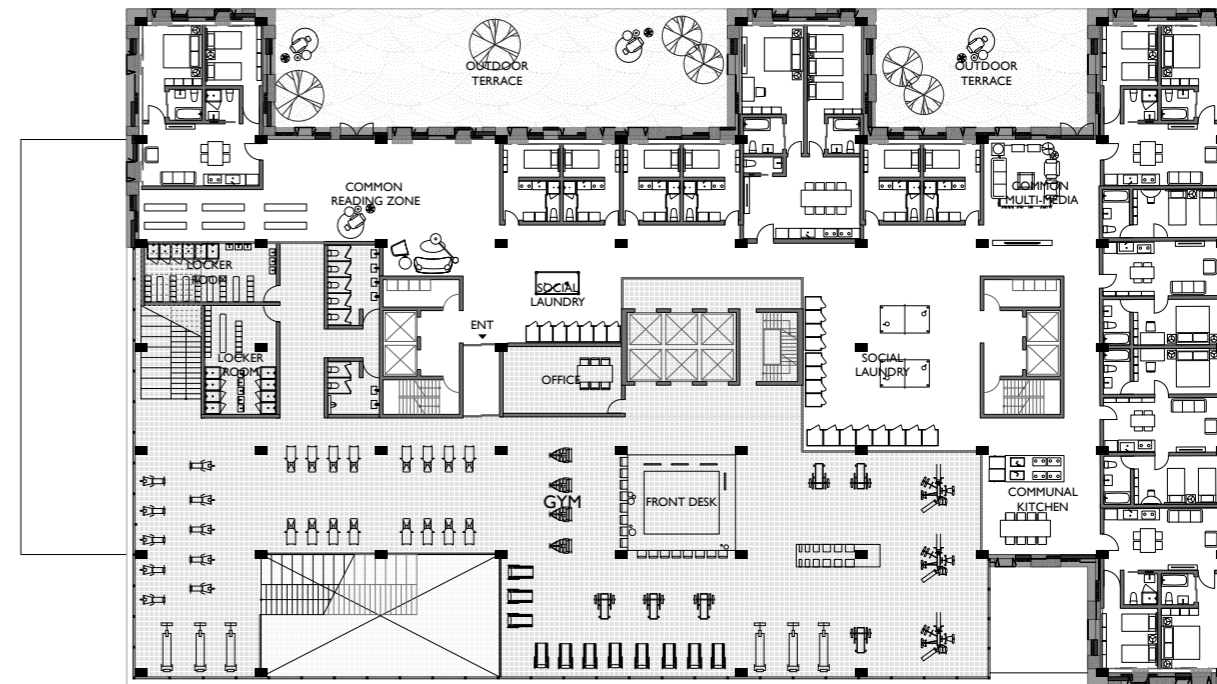 OUTDOOR
TERRACE
OUTDOOR
TERRACE
COMMON
READING ZONE
COMMON
MULTI-MEDIA
LOCKER
ROOM
SOCIAL
LAUNDRY
ENT
LOCKER
ROOM
OFFICE
SOCIAL
LAUNDRY
GYM
FRONT DESK
COMMUNAL
KITCHEN